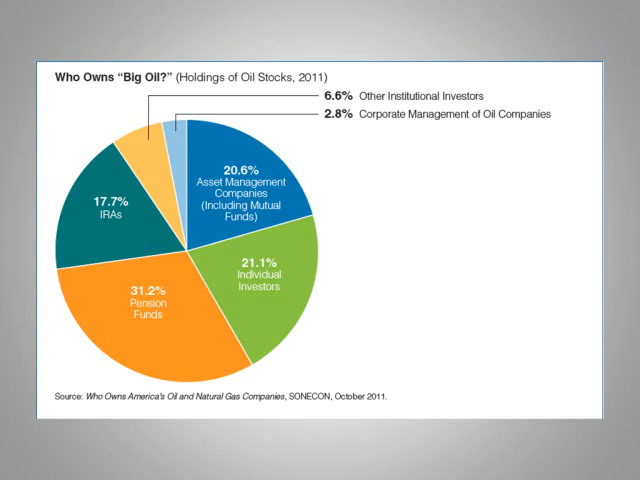 Who Owns “Big Oil?” (Holdings of Oil Stocks, 2011)
6.6% Other Institutional Investors
2.8% Corporate Management of Oil Companies
20.6%
Asset Management
Companies
(Including Mutual
Funds)
17.7%
IRAs
21.1%
Individual
Investors
31.2%
Pension
Funds
Source: Who Owns America's Oil and Natural Gas Companies, SONECON, October 2011.